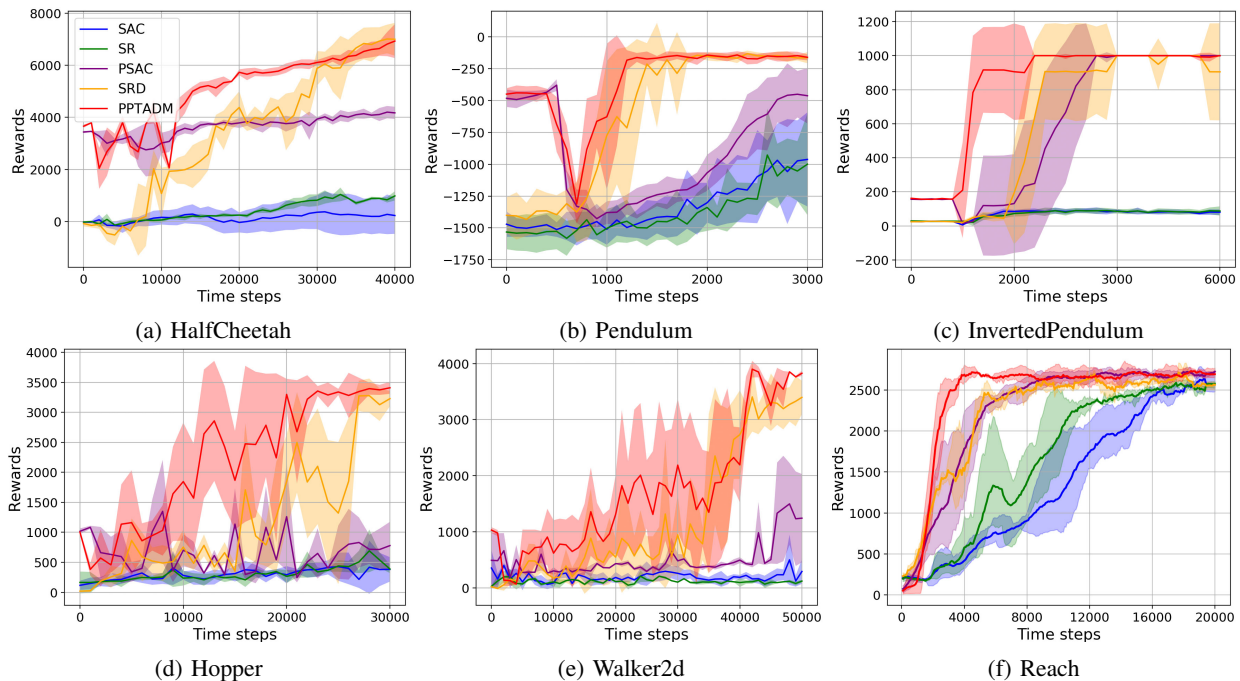 8000
6000
4000
2000
0
−2000
Rewards
SAC
SR
PSAC
SRD
PPTADM
0 10000 20000 30000 40000
Time steps
(a) HalfCheetah
0
−250
−500
−750
−1000
−1250
−1500
−1750
Rewards
0 1000 2000 3000
Time steps
(b) Pendulum
1200
1000
800
600
400
200
0
−200
Rewards
0 2000 3000 6000
Time steps
(c) InvertedPendulum
4000
3500
3000
2500
2000
1500
1000
500
0
Rewards
0 10000 20000 30000
Time steps
(d) Hopper
4000
3000
2000
1000
0
Rewards
0 10000 20000 30000 40000 50000
Time steps
(e) Walker2d
2500
2000
1500
1000
500
0
Rewards
0 4000 8000 12000 16000 20000
Time steps
(f) Reach